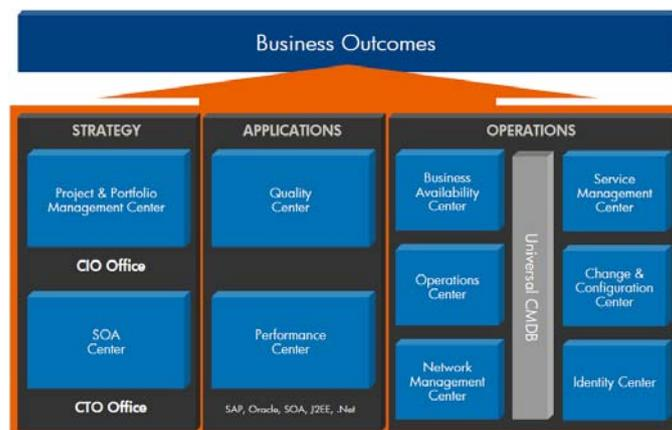 Business Outcomes
STRATEGY
Project & Portfolio
Management Center
CIO Office
SOA
Center
CTO Office
APPLICATIONS
Quality
Center
Performance
Center
SAP, Oracle, SOA, J2EE, .Net
OPERATIONS
Business
Availability
Center
Operations
Center
Network
Management
Center
Universal CMDB
Service
Management
Center
Change &
Configuration
Center
Identity Center